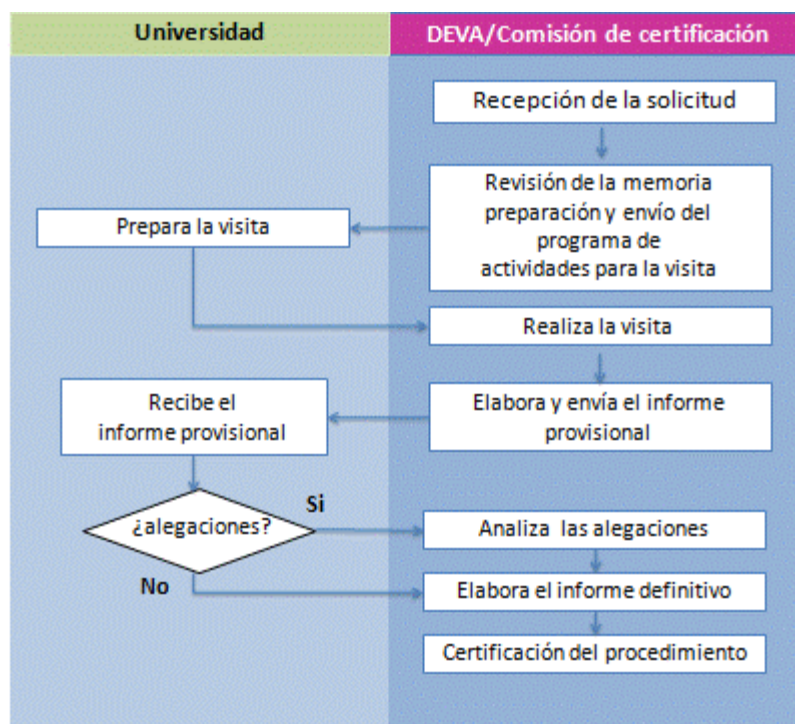 Universidad
DEVA/Comisión de certificación
Recepción de la solicitud
Revisión de la memoria
preparación y envío del
programa de
actividades para la visita
Prepara la visita
Realiza la visita
Elabora y envía el informe
provisional
Recibe el
informe provisional
¿alegaciones?
Si
No
Analiza las alegaciones
Elabora el informe definitivo
Certificación del procedimiento